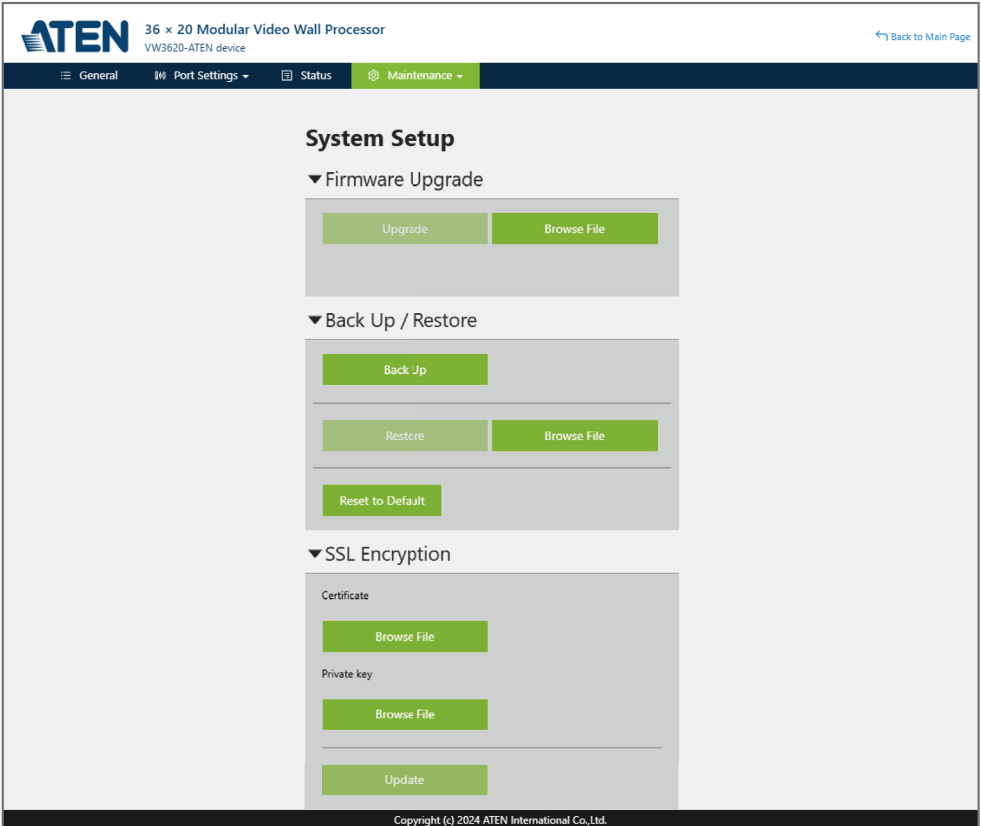 ATEN
36 × 20 Modular Video Wall Processor
VW3620-ATEN device
Back to Main Page
General Port Settings Status Maintenance
System Setup
Firmware Upgrade
Upgrade Browse File
Back Up / Restore
Back Up
Restore Browse File
Reset to Default
SSL Encryption
Certificate
Browse File
Private key
Browse File
Update
Copyright (c) 2024 ATEN International Co.,Ltd.